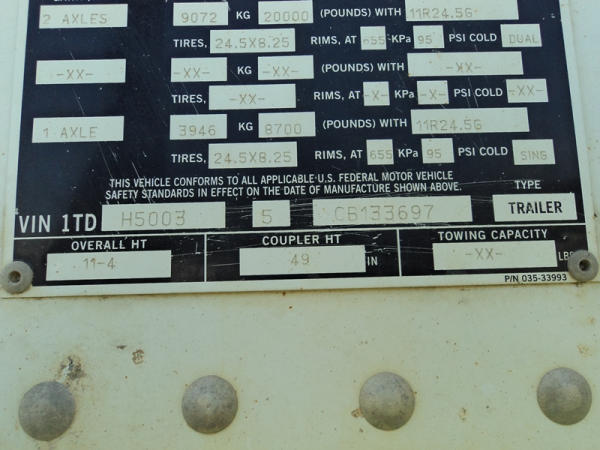 2 AXLES 9072 KG 20000 (POUNDS) WITH 11R24.5G
TIRES, 24.5X8.25 RIMS, AT 655 KPa 95 PSI COLD DUAL
-XX- -XX- KG -XX- (POUNDS) WITH -XX-
TIRES, -XX- RIMS, AT -X- KPa -X- PSI COLD -XX-
1 AXLE 3946 KG 8700 (POUNDS) WITH 11R24.5G
TIRES, 24.5X8.25 RIMS, AT 655 KPa 95 PSI COLD SING
THIS VEHICLE CONFORMS TO ALL APPLICABLE U.S. FEDERAL MOTOR VEHICLE
SAFETY STANDARDS IN EFFECT ON THE DATE OF MANUFACTURE SHOWN ABOVE.
TYPE
VIN 1TD H5003 5 CB133697 TRAILER
OVERALL HT COUPLER HT TOWING CAPACITY
11-4 49 IN -XX- LBS
P/N 035-33993